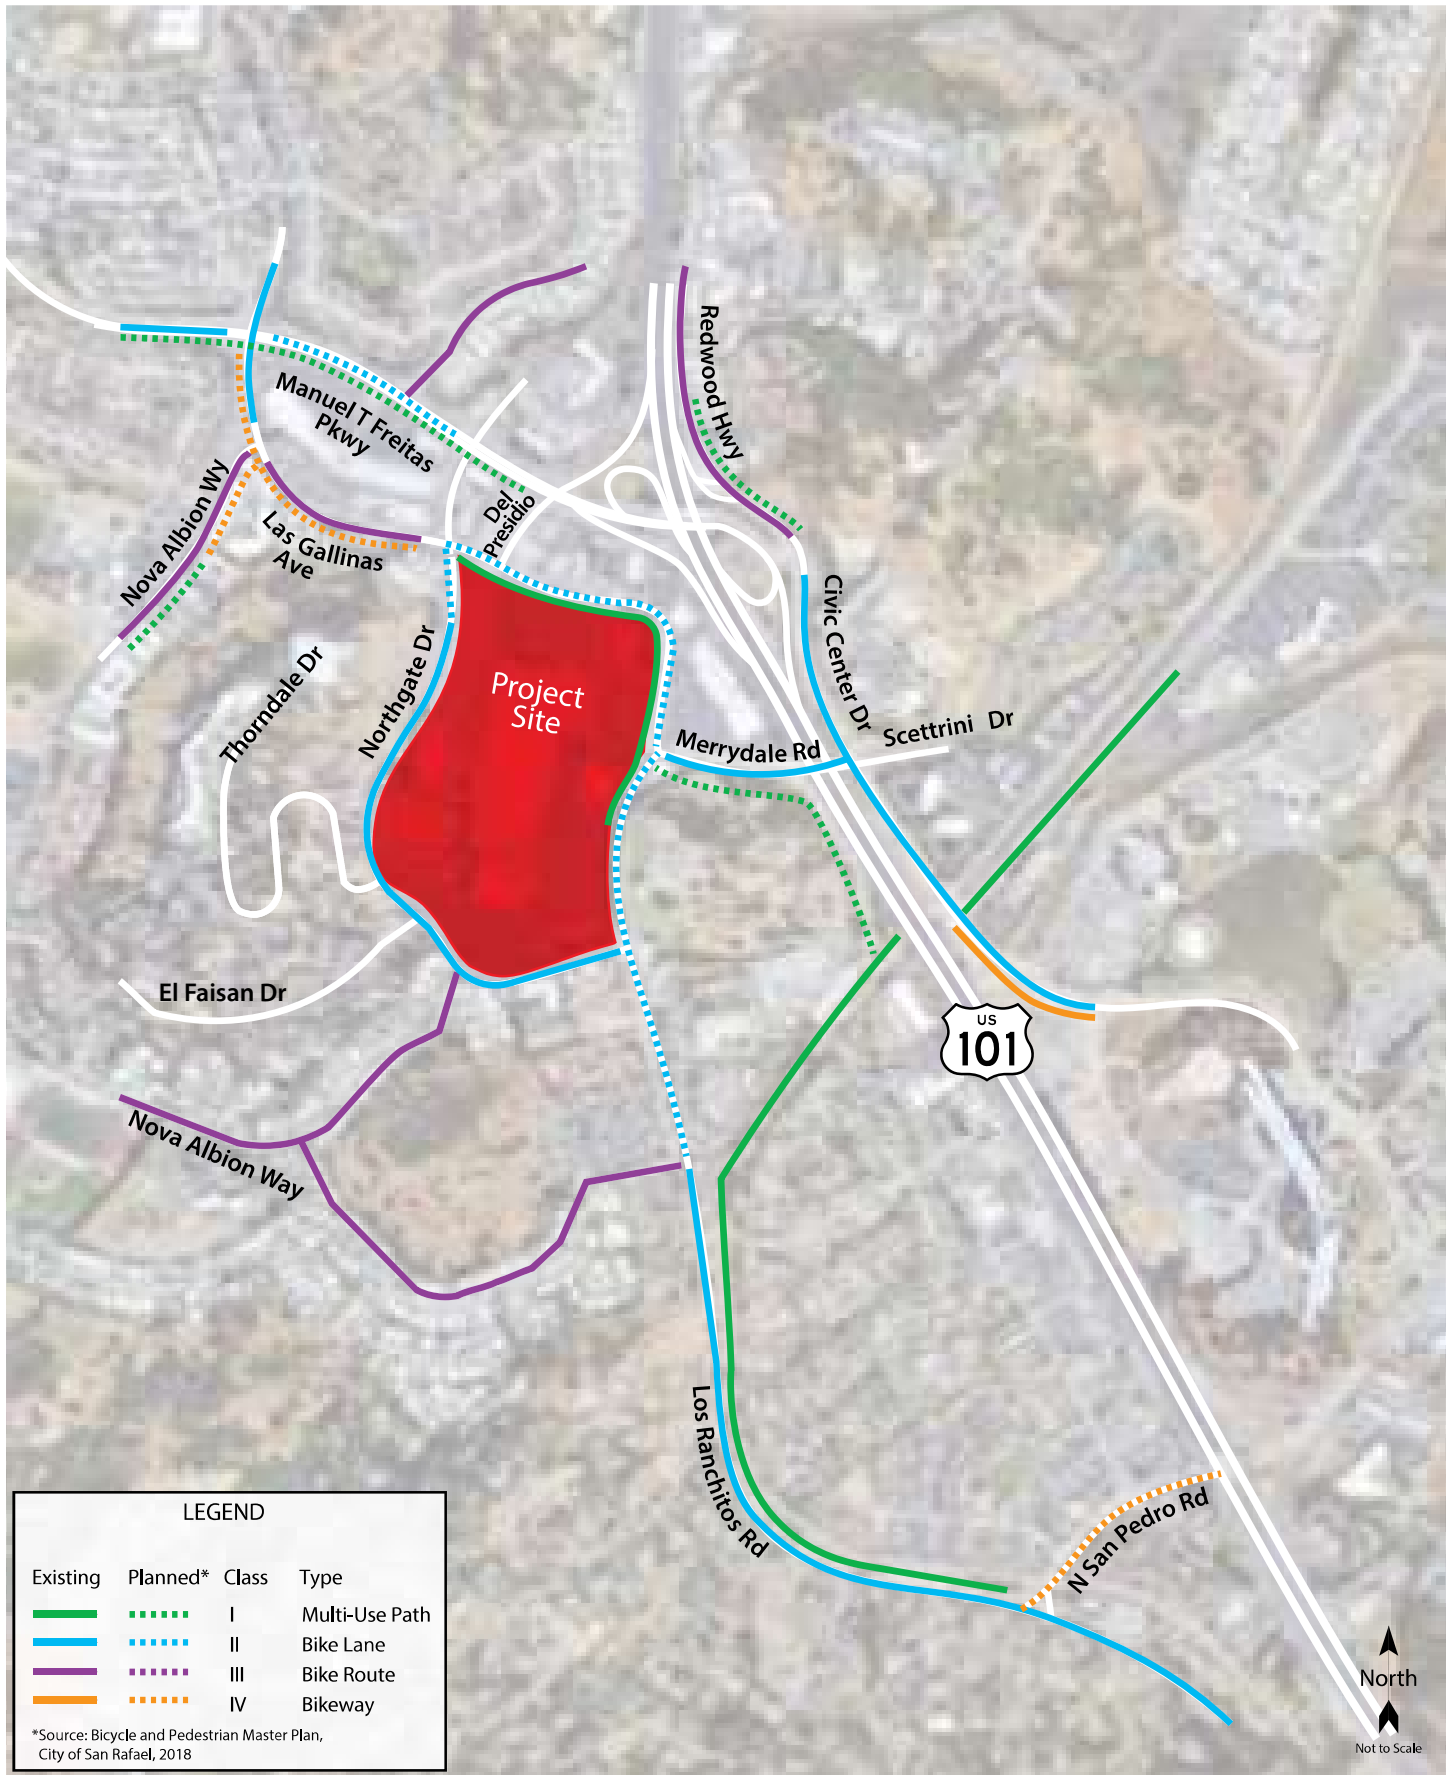 Redwood Hwy
Manuel T Freitas
Pkwy
Nova Albion Wy
Las Gallinas
Ave
Del
Presidio
Civic Center Dr
Thorndale Dr
Northgate Dr
Project
Site
Merrydale Rd
Scettrini Dr
El Faisan Dr
US
101
Nova Albion Way
Los Ranchitos Rd
N San Pedro Rd
LEGEND
Existing Planned* Class Type
I Multi-Use Path
II Bike Lane
III Bike Route
IV Bikeway
*Source: Bicycle and Pedestrian Master Plan,
City of San Rafael, 2018
North
Not to Scale